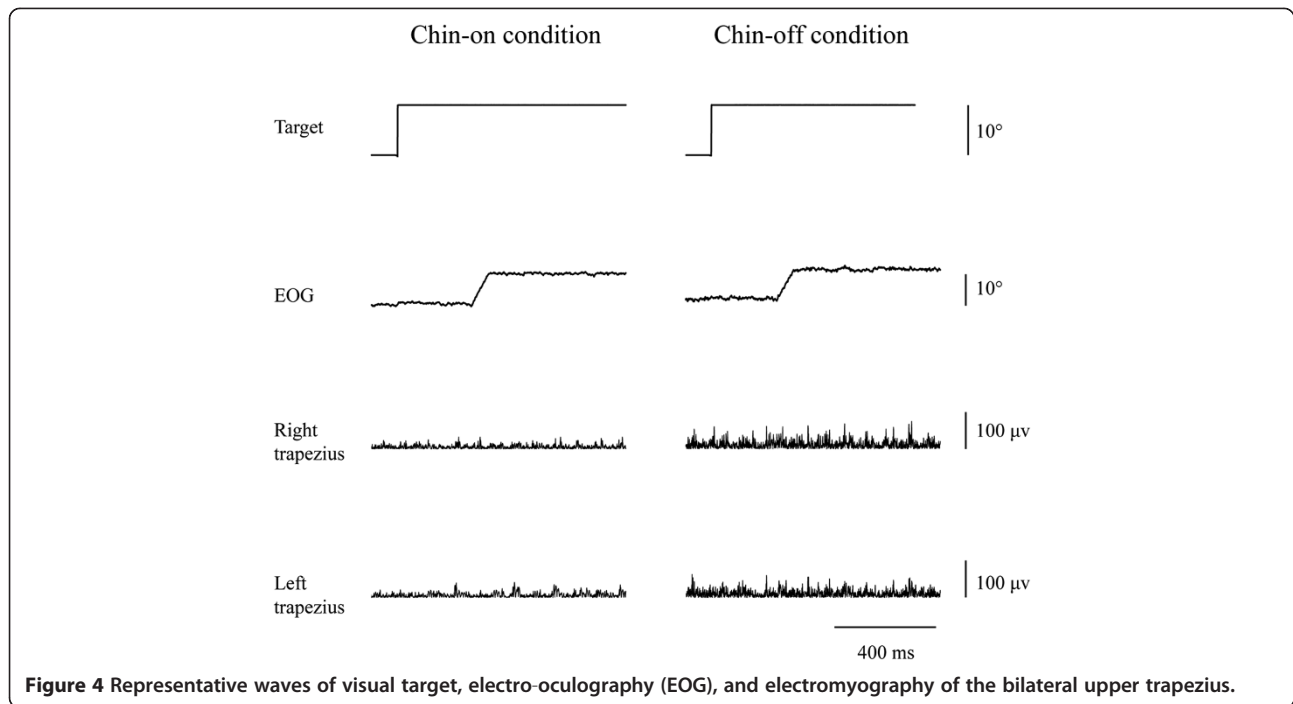 Chin-on condition
Chin-off condition
Target
10°
EOG
10°
Right
trapezius
100 μv
Left
trapezius
100 μv
400 ms
Figure 4 Representative waves of visual target, electro-oculography (EOG), and electromyography of the bilateral upper trapezius.